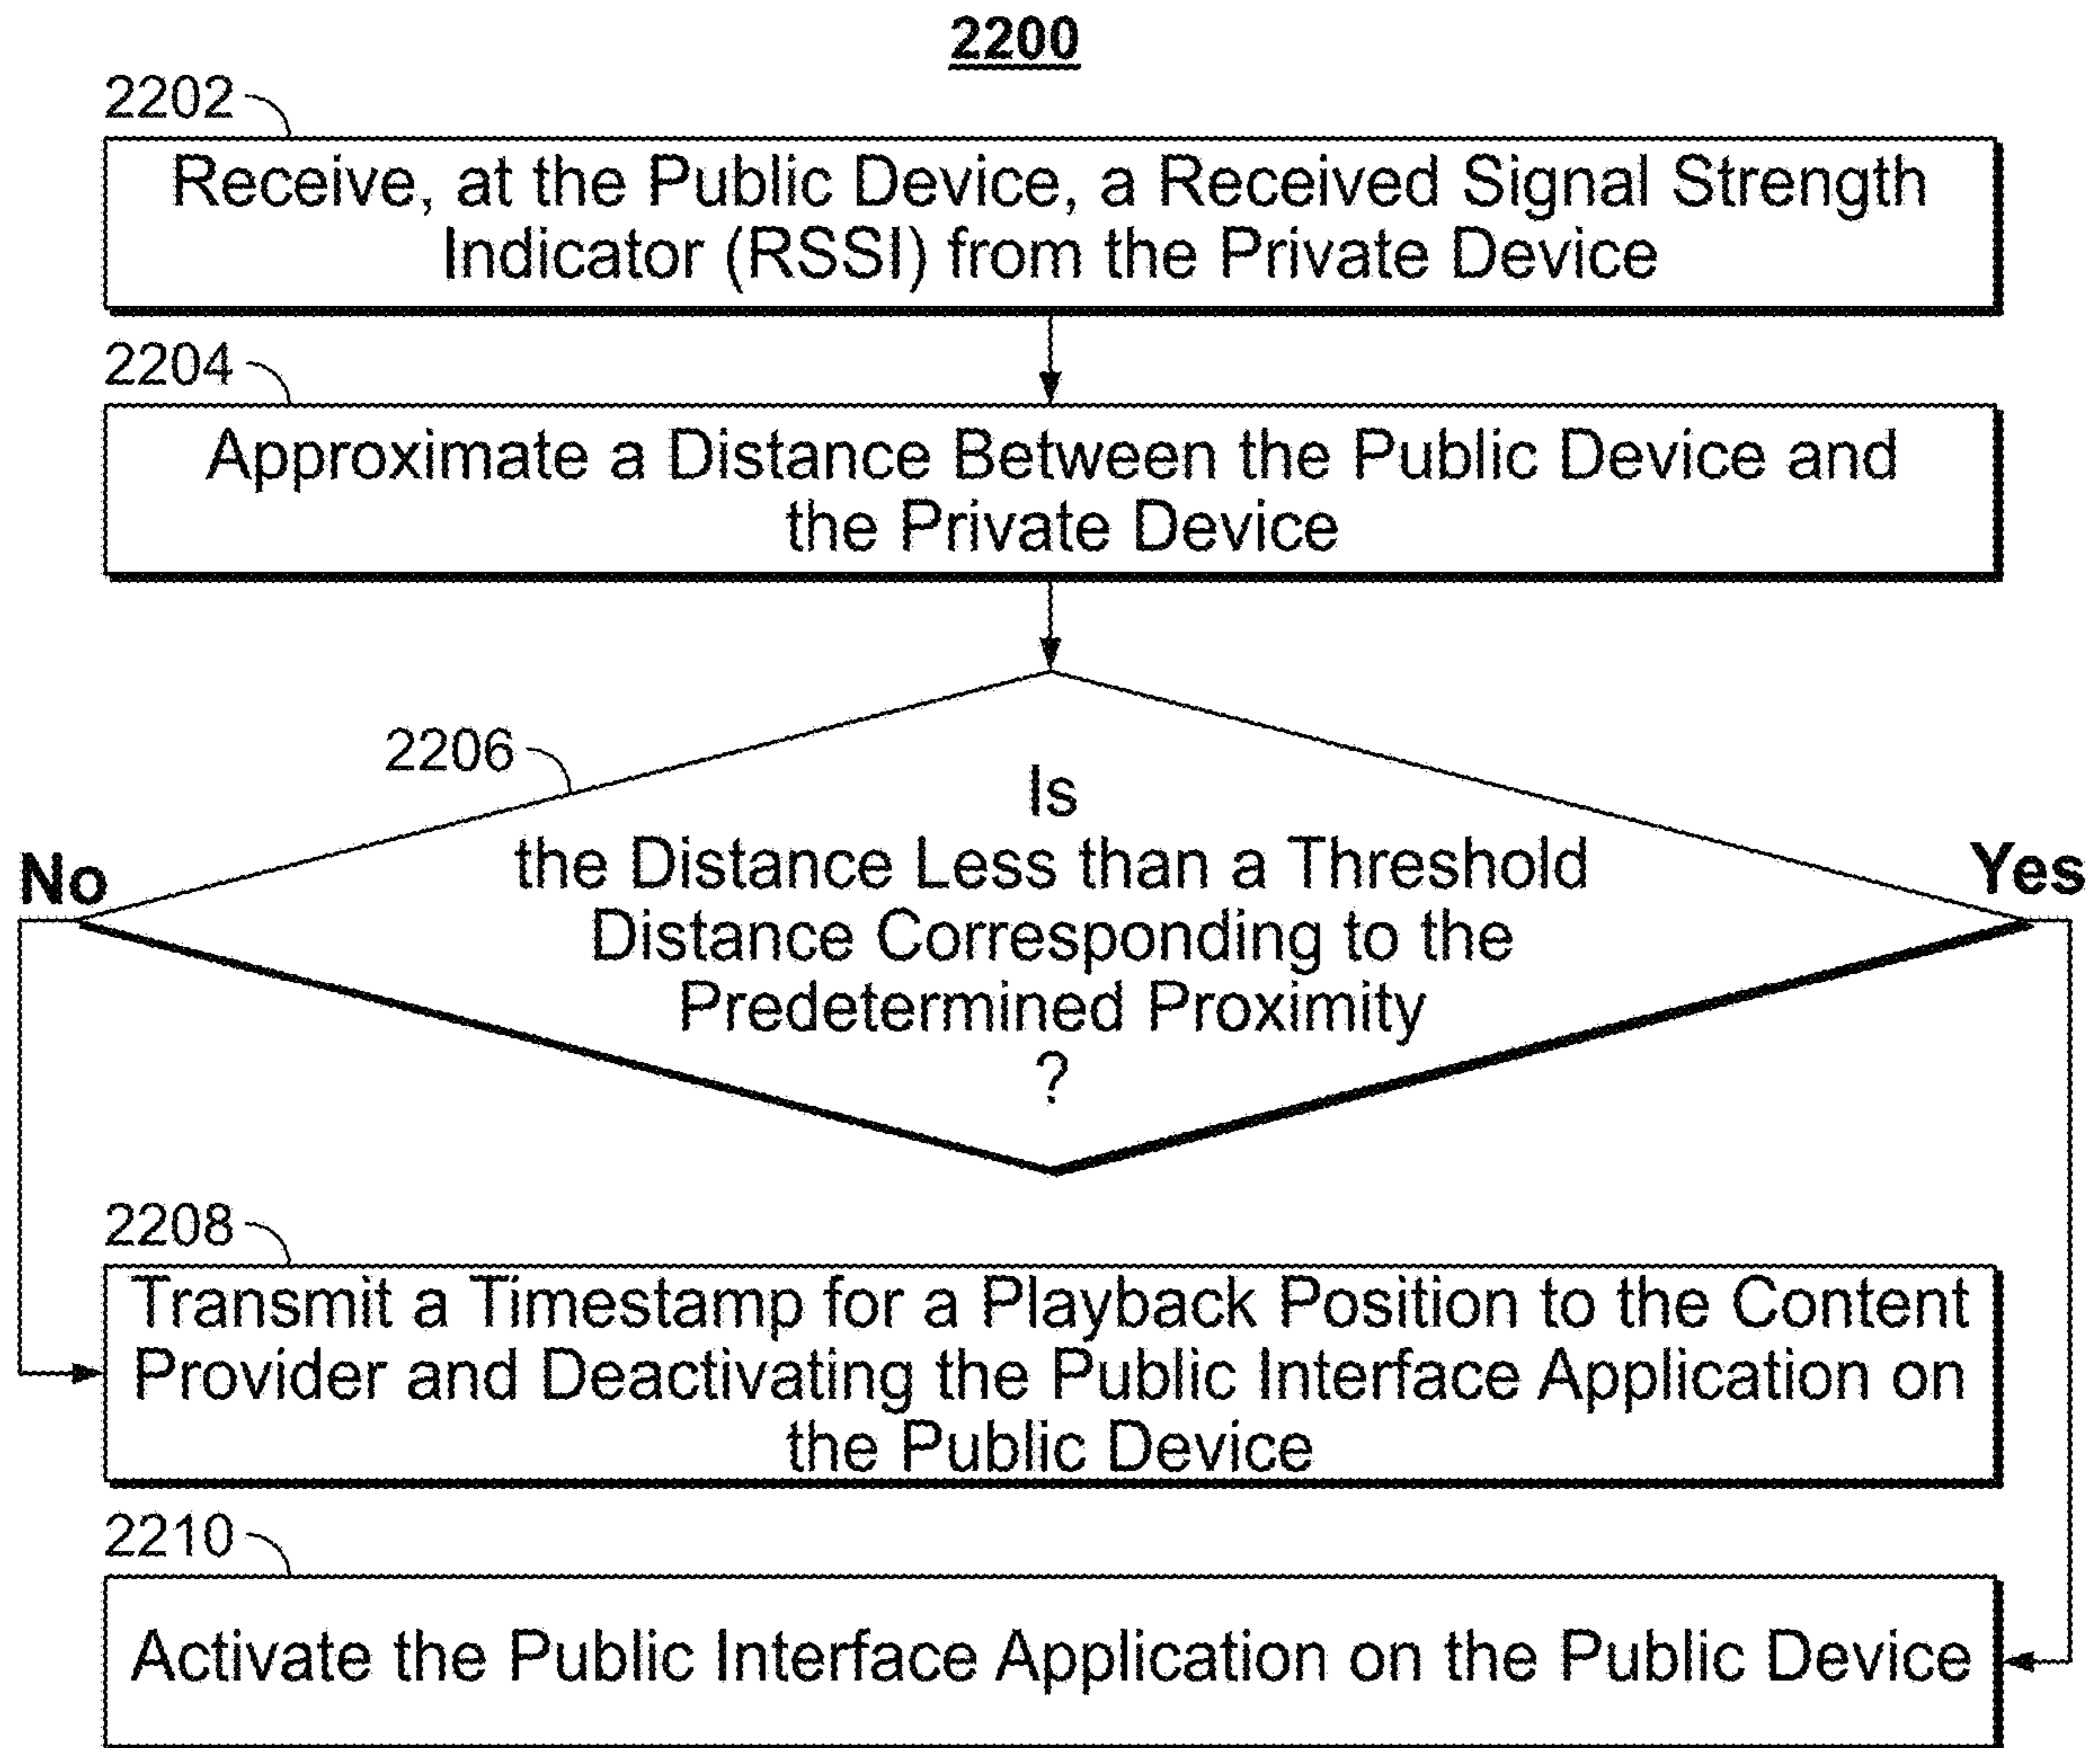 2200
2202
Receive, at the Public Device, a Received Signal Strength
Indicator (RSSI) from the Private Device
2204
Approximate a Distance Between the Public Device and
the Private Device
2206
Is
the Distance Less than a Threshold
Distance Corresponding to the
Predetermined Proximity
?
No
Yes
2208
Transmit a Timestamp for a Playback Position to the Content
Provider and Deactivating the Public Interface Application on
the Public Device
2210
Activate the Public Interface Application on the Public Device